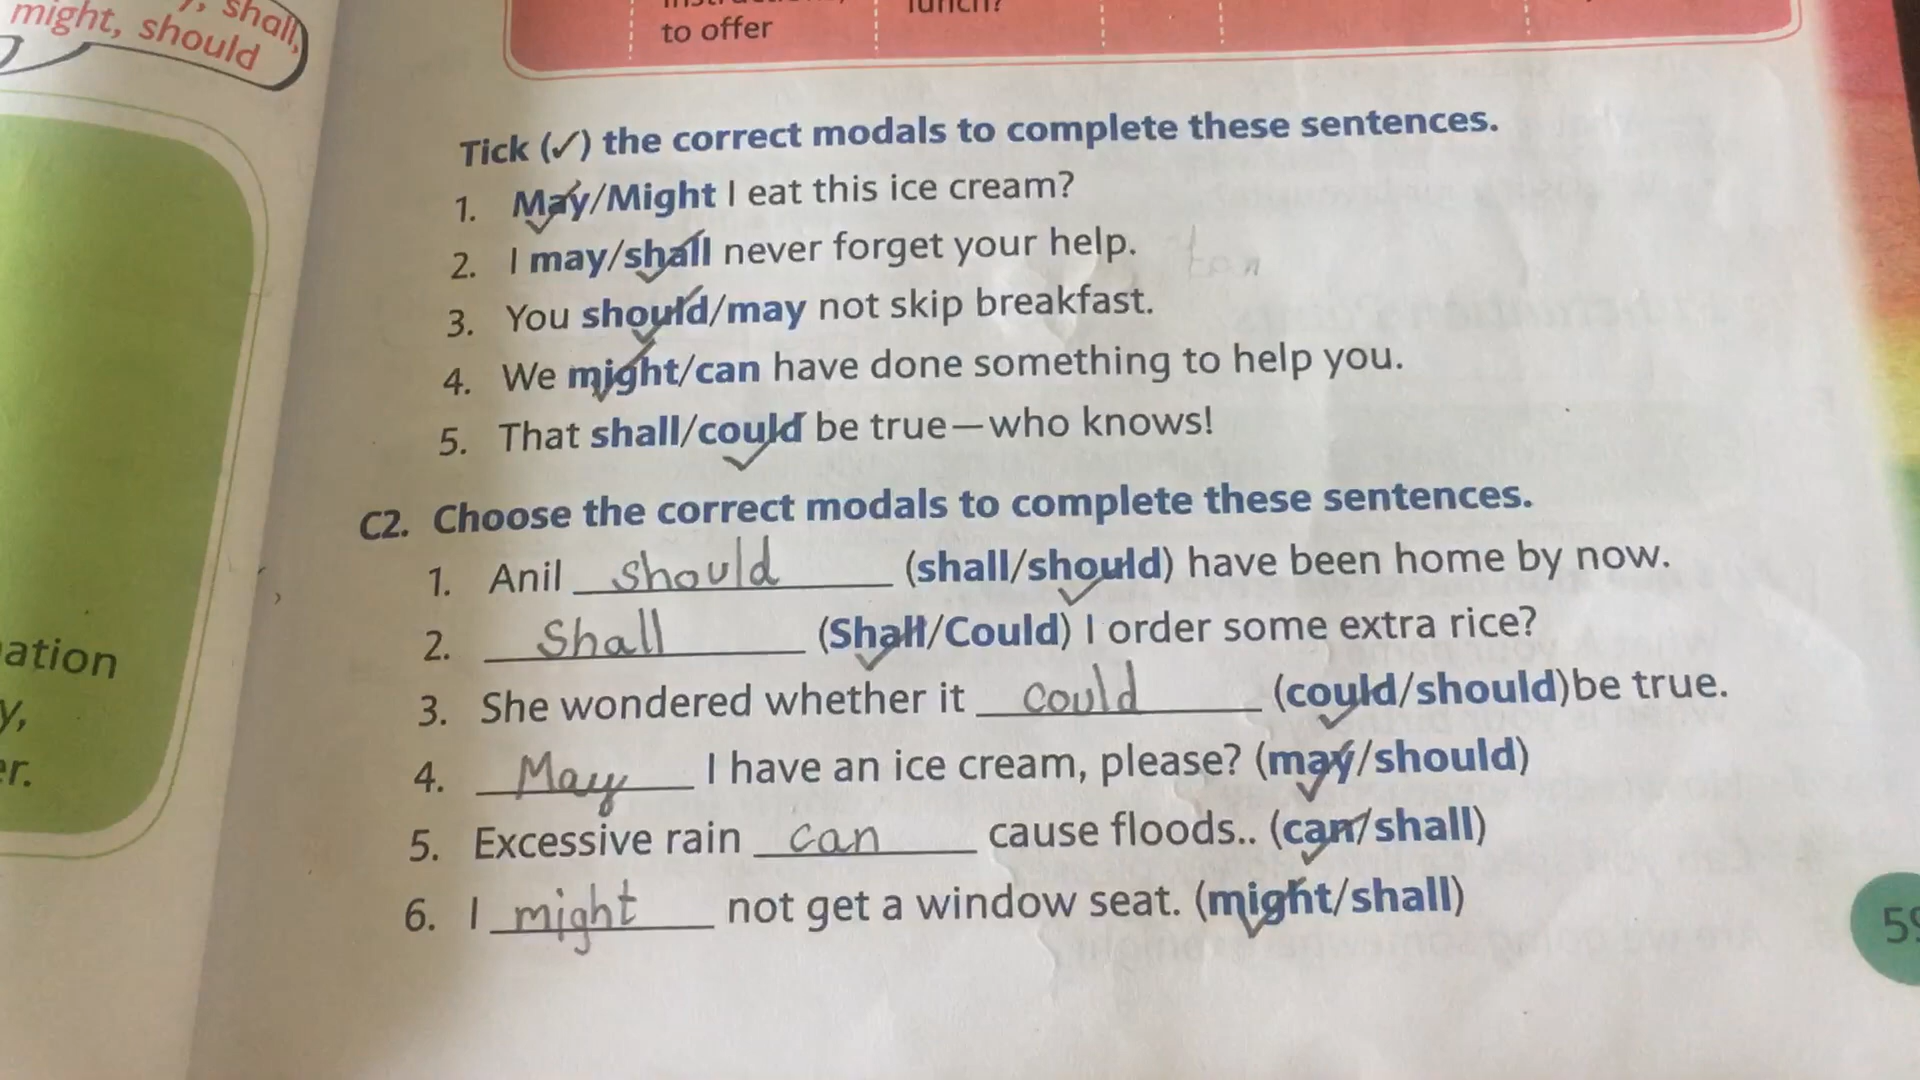 shall,
might, should
to offer
lunch?
Tick (✓) the correct modals to complete these sentences.
1. May/Might I eat this ice cream?
2. I may/shall never forget your help.
3. You should/may not skip breakfast.
4. We might/can have done something to help you.
5. That shall/could be true—who knows!
C2. Choose the correct modals to complete these sentences.
1. Anil should (shall/should) have been home by now.
2. Shall (Shall/Could) I order some extra rice?
3. She wondered whether it could (could/should)be true.
4. May I have an ice cream, please? (may/should)
5. Excessive rain can cause floods.. (can/shall)
6. I might not get a window seat. (might/shall)
ation
y,
er.
59